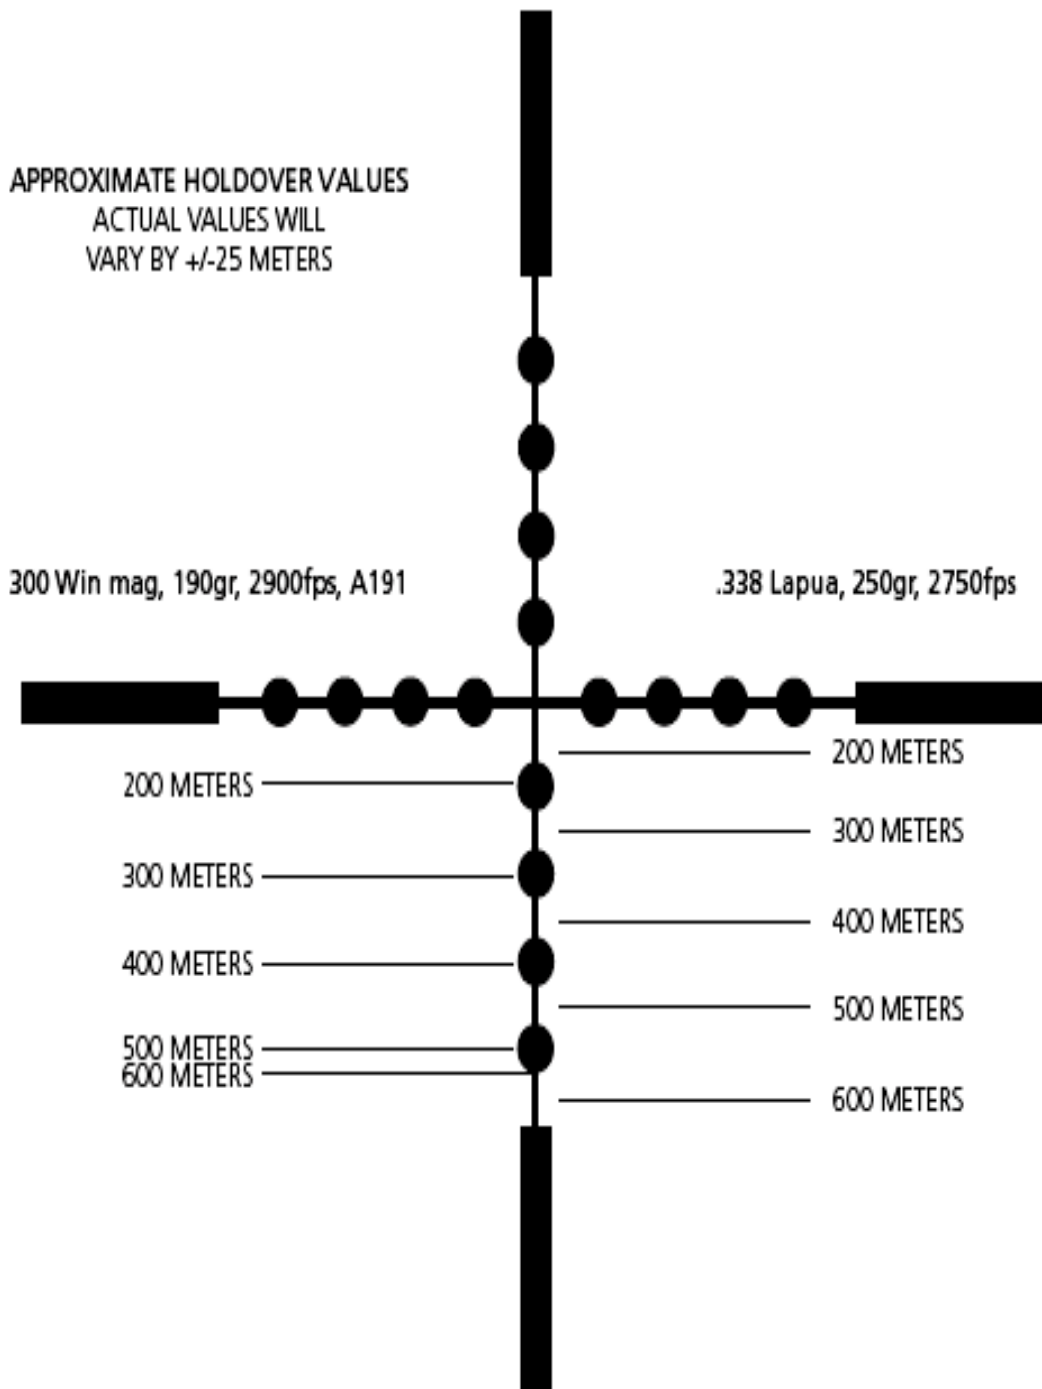 APPROXIMATE HOLDOVER VALUES
ACTUAL VALUES WILL
VARY BY +/-25 METERS
300 Win mag, 190gr, 2900fps, A191
.338 Lapua, 250gr, 2750fps
200 METERS
300 METERS
400 METERS
500 METERS
600 METERS
200 METERS
300 METERS
400 METERS
500 METERS
600 METERS